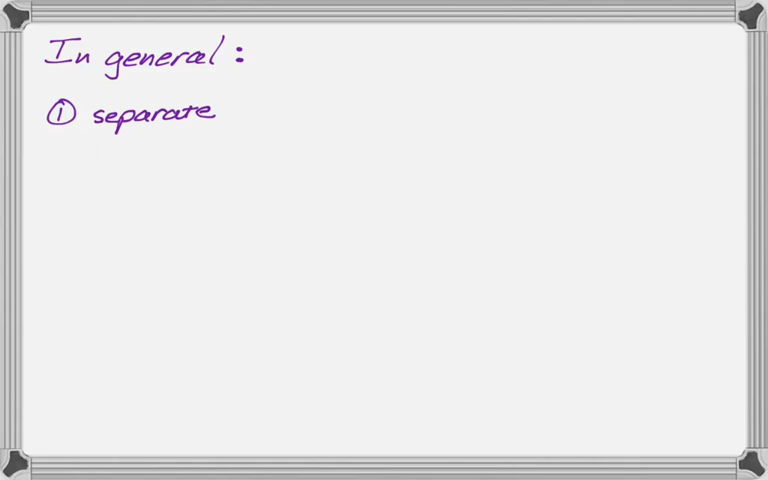 In general:
① separate